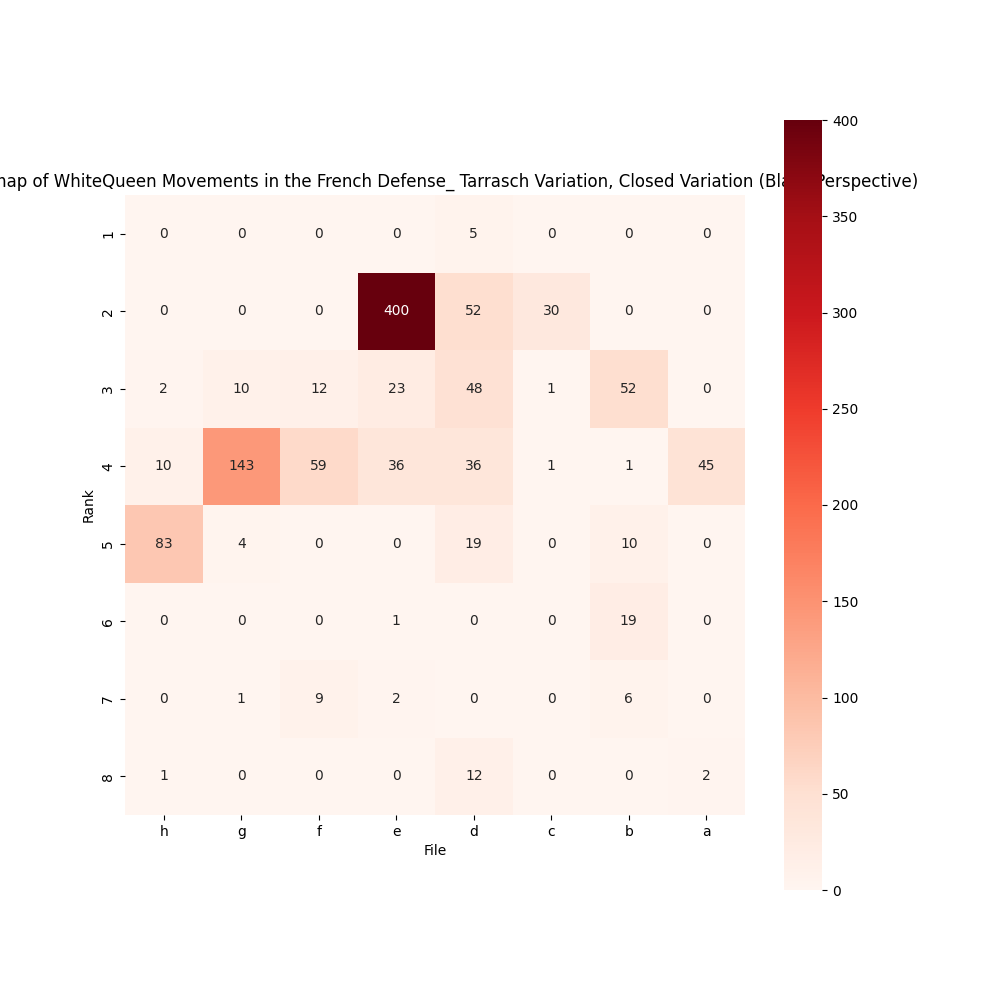 of WhiteQueen Movements in the French Defense_ Tarrasch Variation, Closed Variation (Bla Perspective)
1 0 0 0 0 5 0 0 0
2 0 0 0 400 52 30 0 0
3 2 10 12 23 48 1 52 0
4 10 143 59 36 36 1 1 45
5 83 4 0 0 19 0 10 0
6 0 0 0 1 0 0 19 0
7 0 1 9 2 0 0 6 0
8 1 0 0 0 12 0 0 2
h g f e d c b a
Rank
File
400
350
300
250
200
150
100
50
0